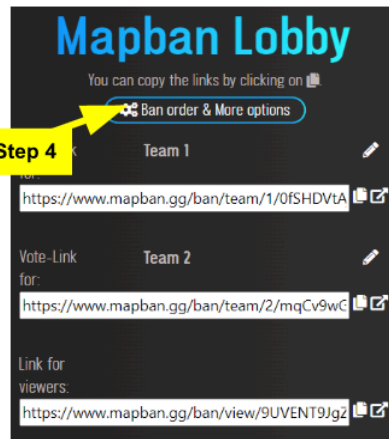 Mapban Lobby
You can copy the links by clicking on
Ban order & More options
Step 4
Team 1
for:
https://www.mapban.gg/ban/team/1/0fSHDVtA
Vote-Link
for:
Team 2
https://www.mapban.gg/ban/team/2/mqCv9wG
Link for
viewers:
https://www.mapban.gg/ban/view/9UVENT9JgZ